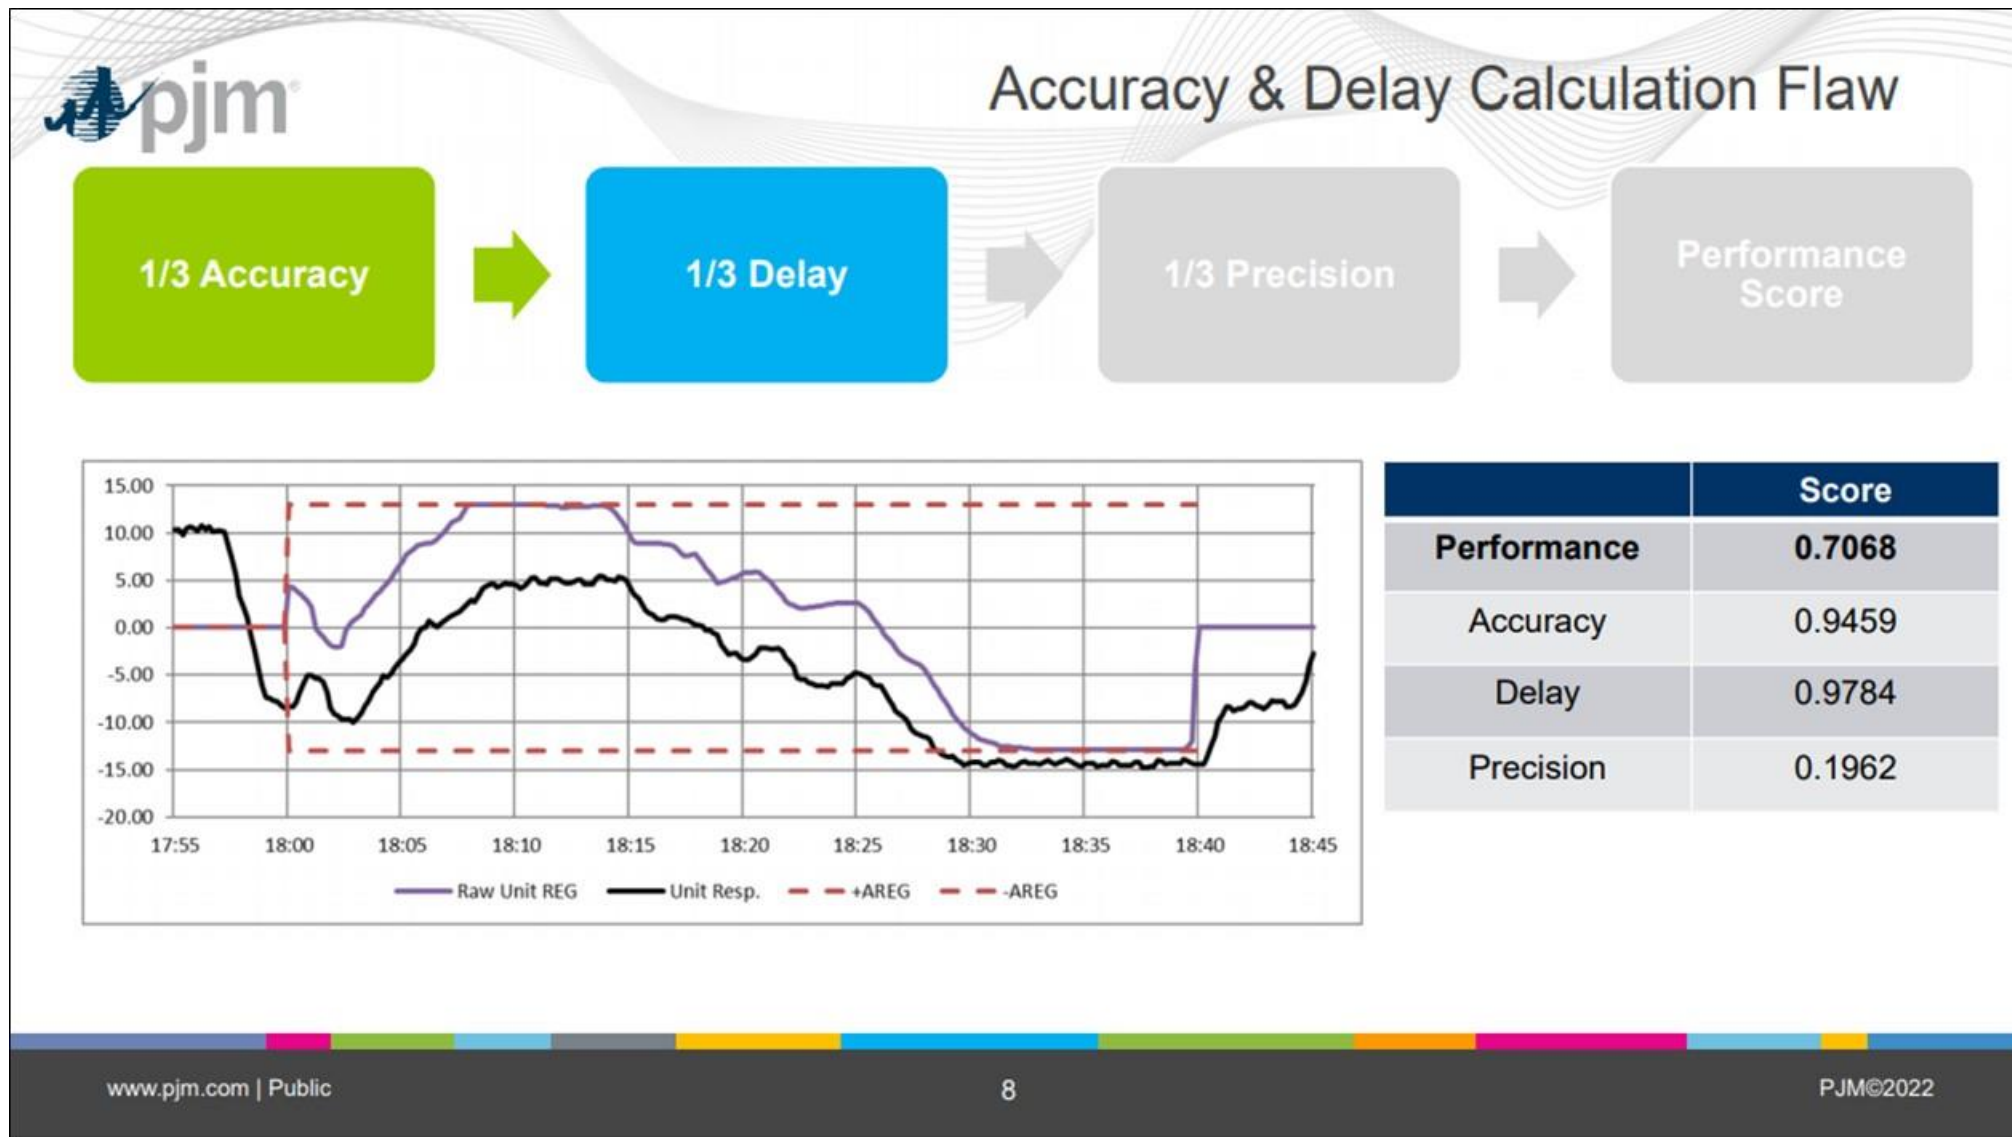 pjm
Accuracy & Delay Calculation Flaw
1/3 Accuracy
1/3 Delay
1/3 Precision
Performance
Score
15.00
10.00
5.00
0.00
-5.00
-10.00
-15.00
-20.00
17:55 18:00 18:05 18:10 18:15 18:20 18:25 18:30 18:35 18:40 18:45
Raw Unit REG Unit Resp. +AREG -AREG
Score
Performance 0.7068
Accuracy 0.9459
Delay 0.9784
Precision 0.1962
www.pjm.com | Public
8
PJM©2022